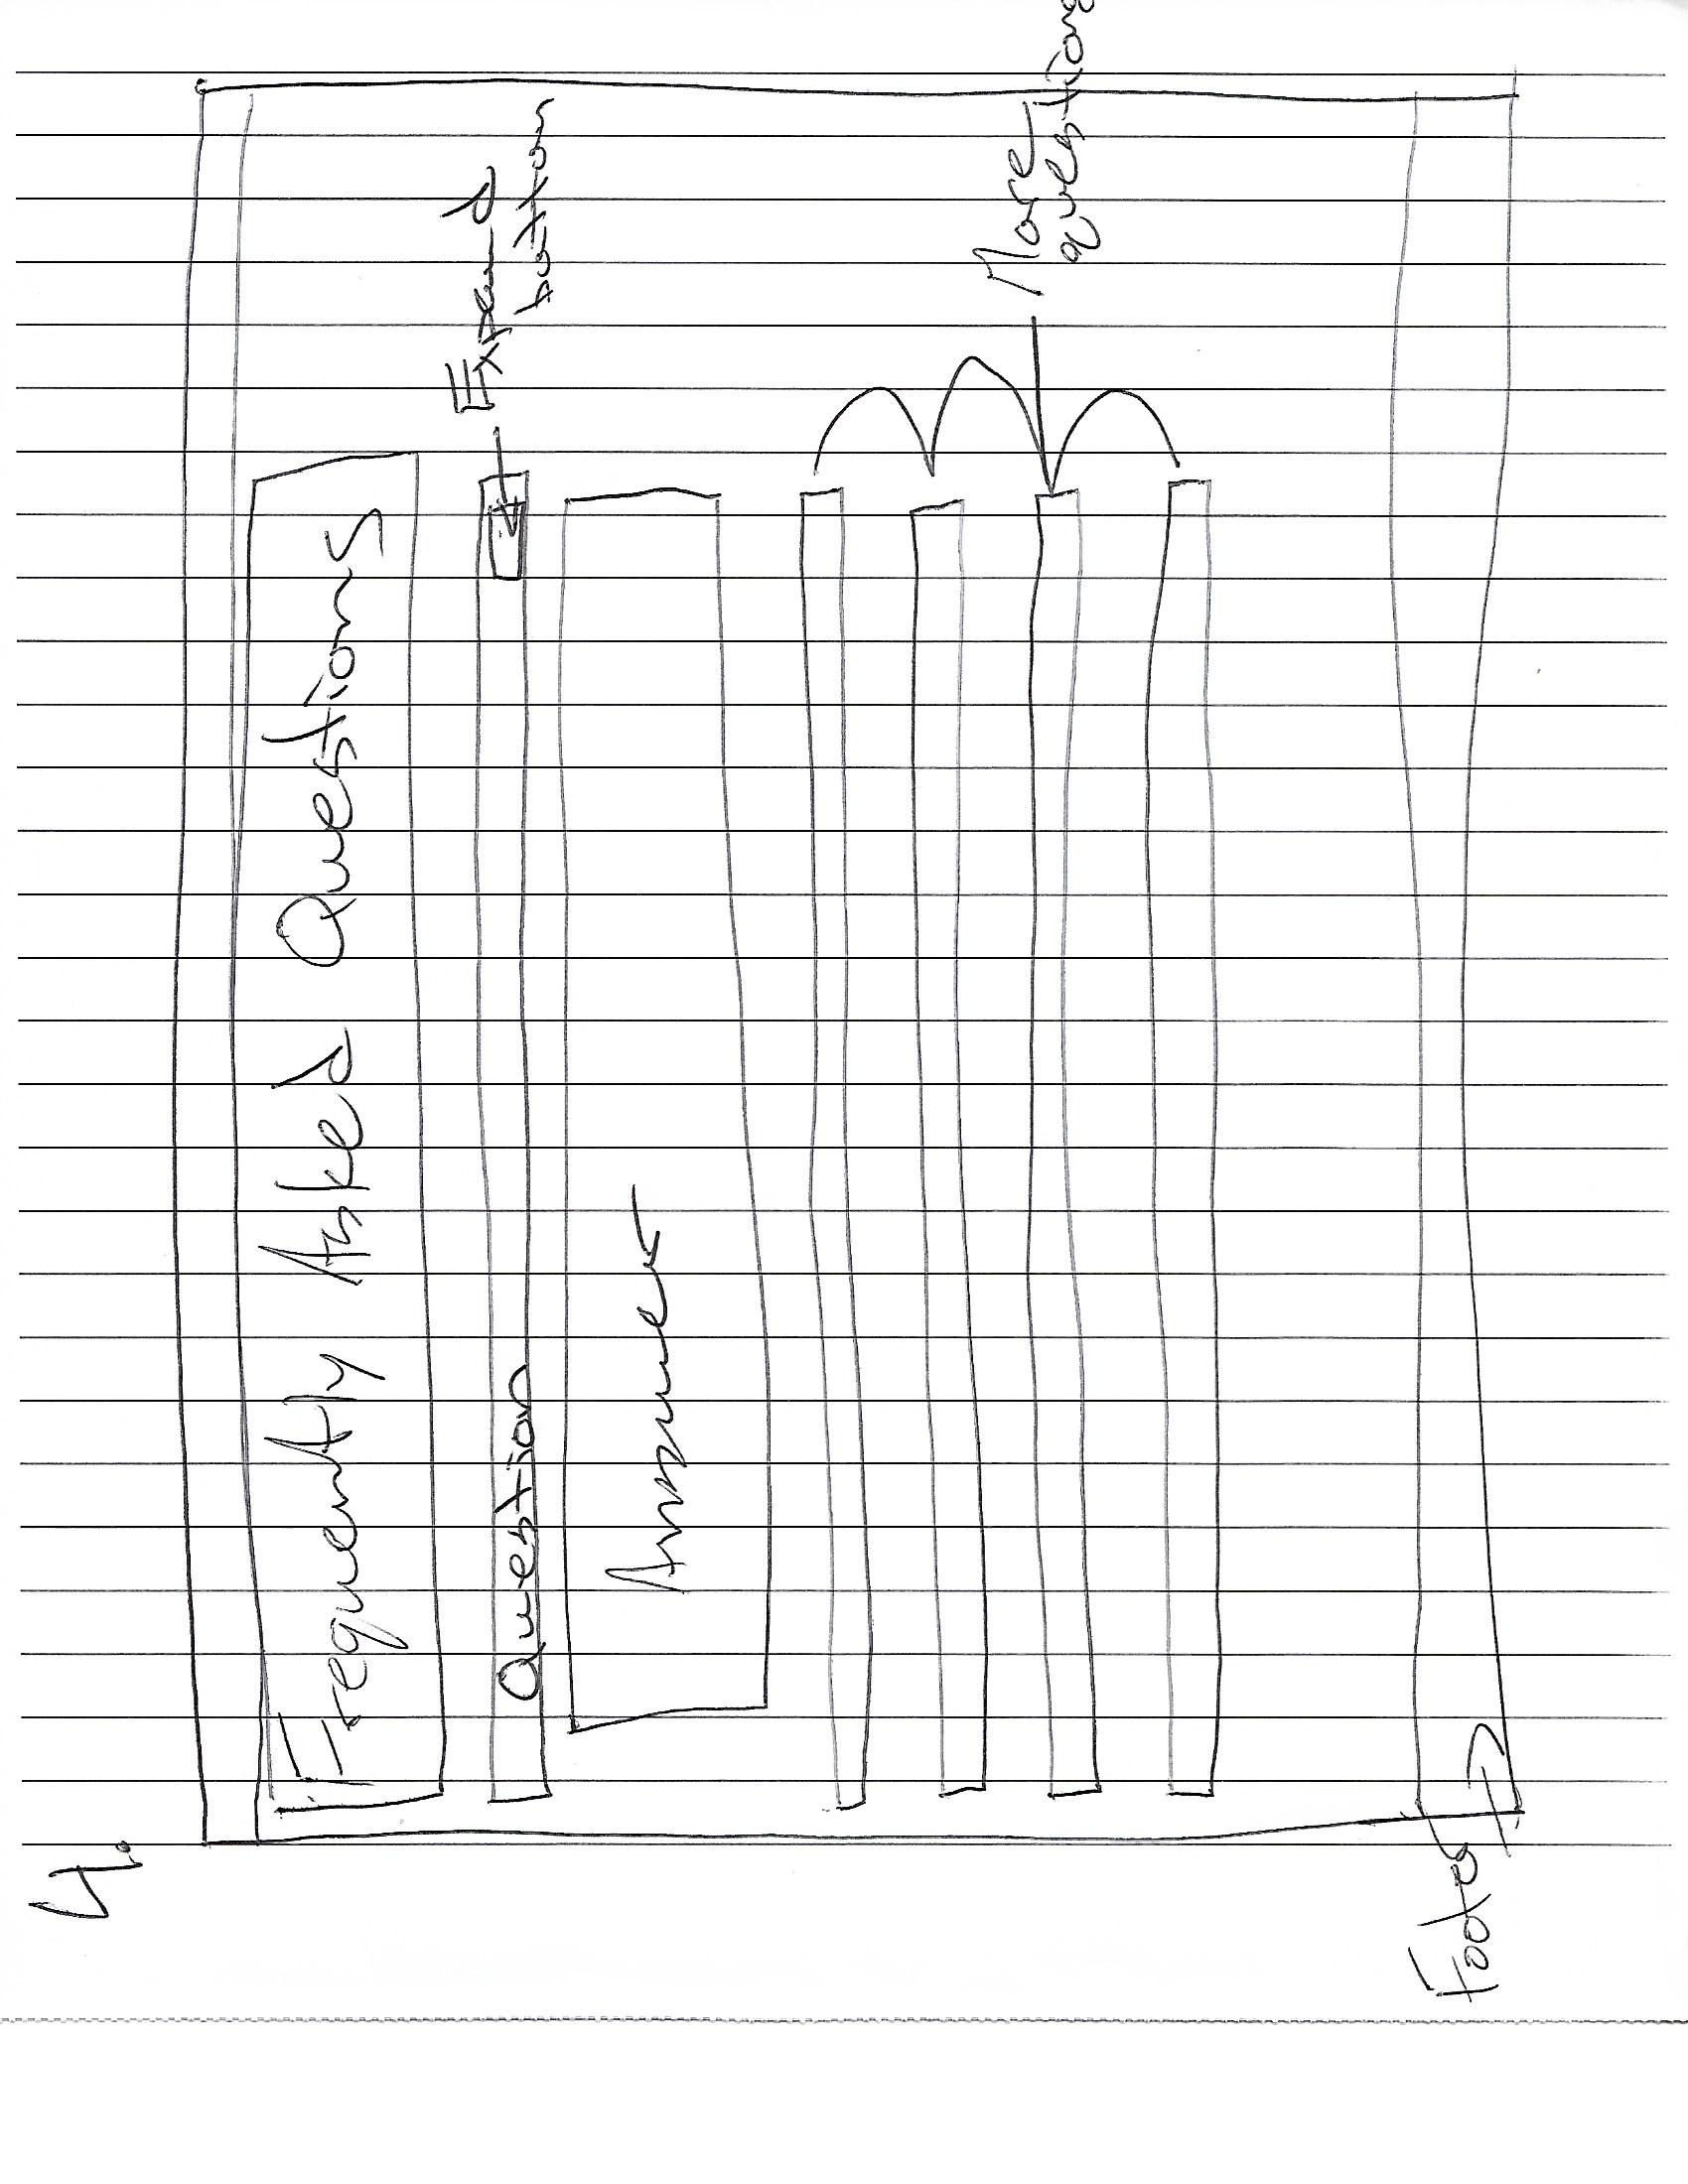 4.
Frequently Asked Questions
Question
Expand
button
Answer
More
questions
Footer